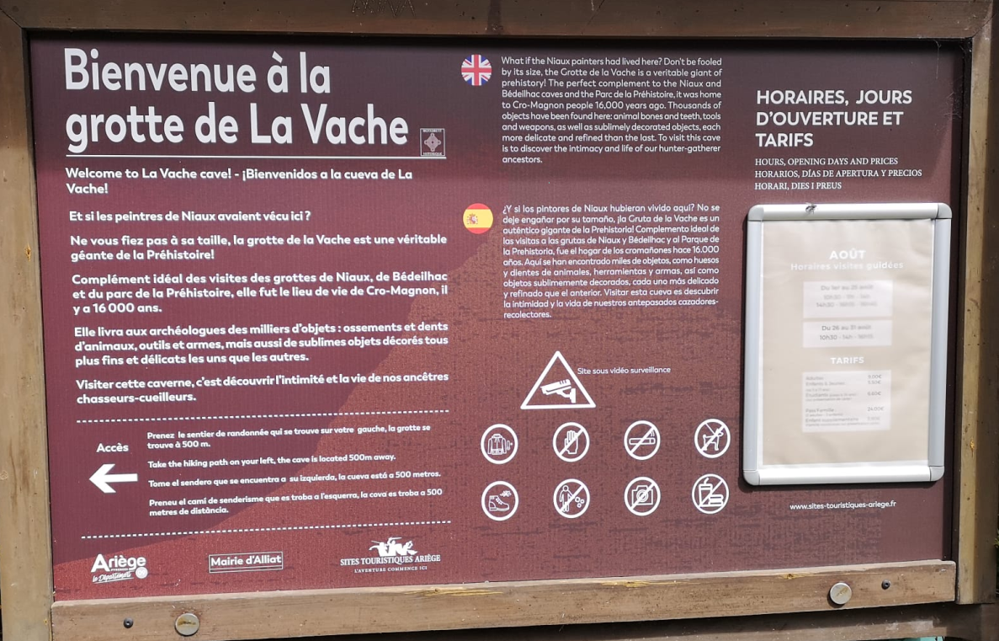 Bienvenue à la
grotte de La Vache
Welcome to La Vache cave! - ¡Bienvenidos a la cueva de La
Vache!
Et si les peintres de Niaux avaient vécu ici ?
Ne vous fiez pas à sa taille, la grotte de la Vache est une véritable
géante de la Préhistoire!
Complément idéal des visites des grottes de Niaux, de Bédeilhac
et du parc de la Préhistoire, elle fut le lieu de vie de Cro-Magnon, il
y a 16 000 ans.
Elle livra aux archéologues des milliers d'objets : ossements et dents
d'animaux, outils et armes, mais aussi de sublimes objets décorés tous
plus fins et délicats les uns que les autres.
Visiter cette caverne, c'est découvrir l'intimité et la vie de nos ancêtres
chasseurs-cueilleurs.
Accès
Prenez le sentier de randonnée qui se trouve sur votre gauche, la grotte se
trouve à 500 m.
Take the hiking path on your left, the cave is located 500m away.
Tome el sendero que se encuentra a su izquierda, la cueva está a 500 metros.
Preneu el camí de senderisme que es troba a l'esquerra, la cova es troba a 500
metres de distància.
Ariège
le Département
Mairie d'Alliat
SITES TOURISTIQUES ARIÈGE
L'AVENTURE COMMENCE ICI
What if the Niaux painters had lived here? Don't be fooled
by its size, the Grotte de la Vache is a veritable giant of
prehistory! The perfect complement to the Niaux and
Bédeilhac caves and the Parc de la Préhistoire, it was home
to Cro-Magnon people 16,000 years ago. Thousands of
objects have been found here: animal bones and teeth, tools
and weapons, as well as sublimely decorated objects, each
more delicate and refined than the last. To visit this cave
is to discover the intimacy and life of our hunter-gatherer
ancestors.
¿Y si los pintores de Niaux hubieran vivido aquí? No se
deje engañar por su tamaño, ¡la Gruta de la Vache es un
auténtico gigante de la Prehistoria! Complemento ideal de
las visitas a las grutas de Niaux y Bédeilhac y al Parque de
la Prehistoria, fue el hogar de los cromañones hace 16.000
años. Aquí se han encontrado miles de objetos, como huesos
y dientes de animales, herramientas y armas, así como
objetos sublimemente decorados, cada uno más delicado
y refinado que el anterior. Visitar esta cueva es descubrir
la intimidad y la vida de nuestros antepasados cazadores-
recolectores.
Site sous vidéo surveillance
HORAIRES, JOURS
D'OUVERTURE ET
TARIFS
HOURS, OPENING DAYS AND PRICES
HORARIOS, DÍAS DE APERTURA Y PRECIOS
HORARI, DIES I PREUS
AOÛT
Horaires visites guidées
Du 1er au 25 août
Du 26 au 31 août
10h30 - 14h -
TARIFS
www.sites-touristiques-ariege.fr